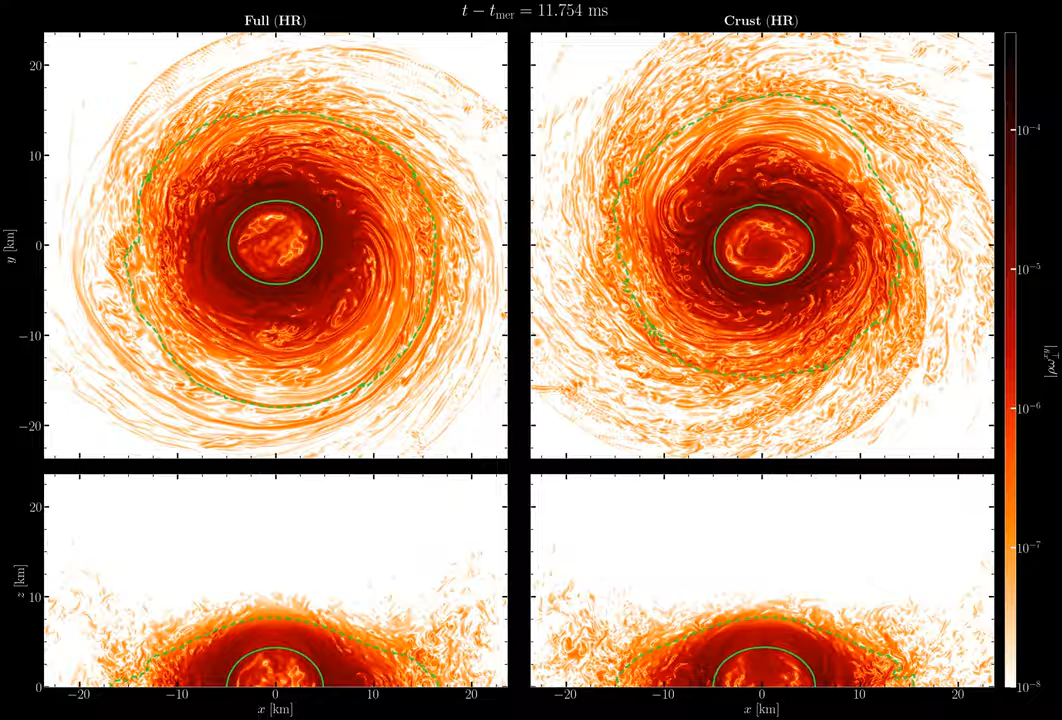 t − t_mer = 11.754 ms
Full (HR)
Crust (HR)
20
10
0
−10
−20
y [km]
10⁻⁴
10⁻⁵
10⁻⁶
10⁻⁷
10⁻⁸
20
10
0
z [km]
−20 −10 0 10 20
−20 −10 0 10 20
x [km]
x [km]